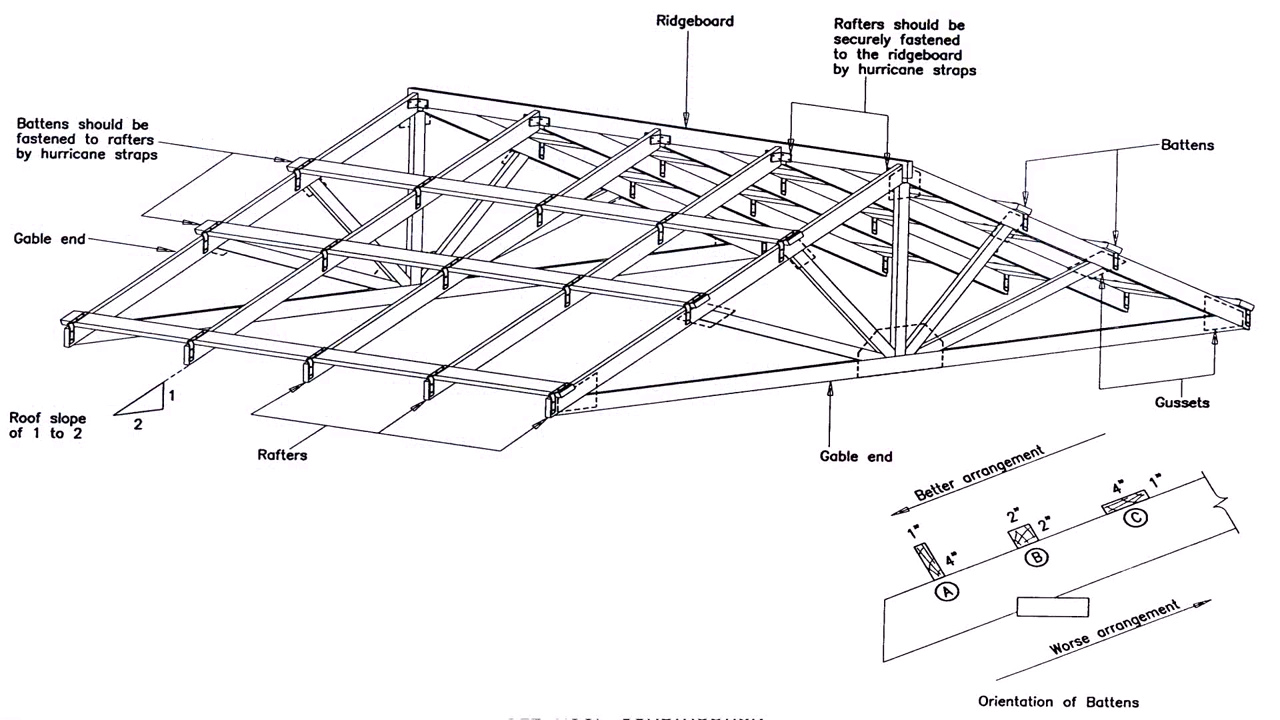 Ridgeboard
Rafters should be
securely fastened
to the ridgeboard
by hurricane straps
Battens should be
fastened to rafters
by hurricane straps
Battens
Gable end
1
2
Roof slope
of 1 to 2
Rafters
Gable end
Gussets
Better arrangement
1"
4"
A
2"
2"
B
4"
1"
C
Worse arrangement
Orientation of Battens